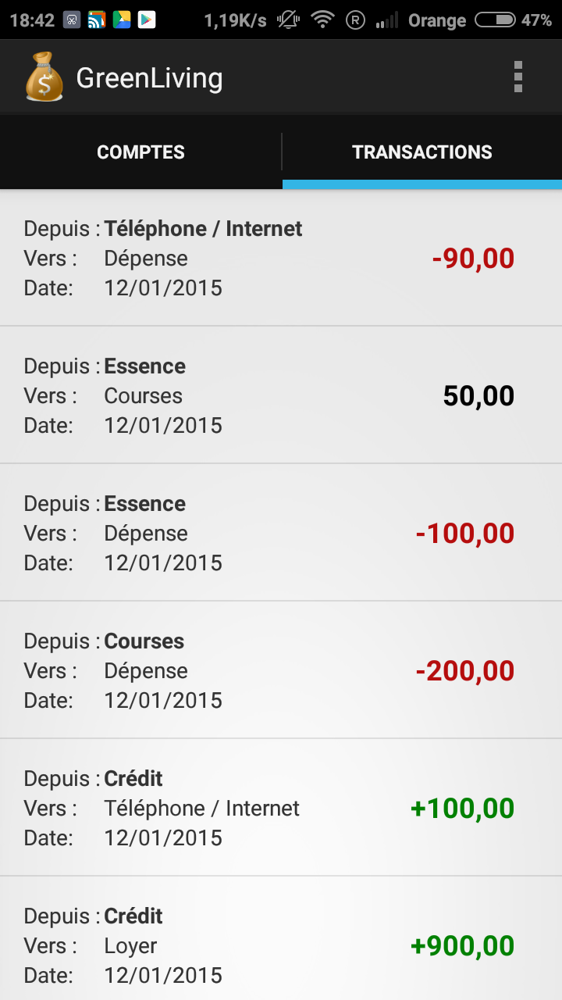 18:42 1,19K/s R Orange 47%
GreenLiving
COMPTES TRANSACTIONS
Depuis : Téléphone / Internet
Vers : Dépense -90,00
Date: 12/01/2015
Depuis : Essence
Vers : Courses 50,00
Date: 12/01/2015
Depuis : Essence
Vers : Dépense -100,00
Date: 12/01/2015
Depuis : Courses
Vers : Dépense -200,00
Date: 12/01/2015
Depuis : Crédit
Vers : Téléphone / Internet +100,00
Date: 12/01/2015
Depuis : Crédit
Vers : Loyer +900,00
Date: 12/01/2015